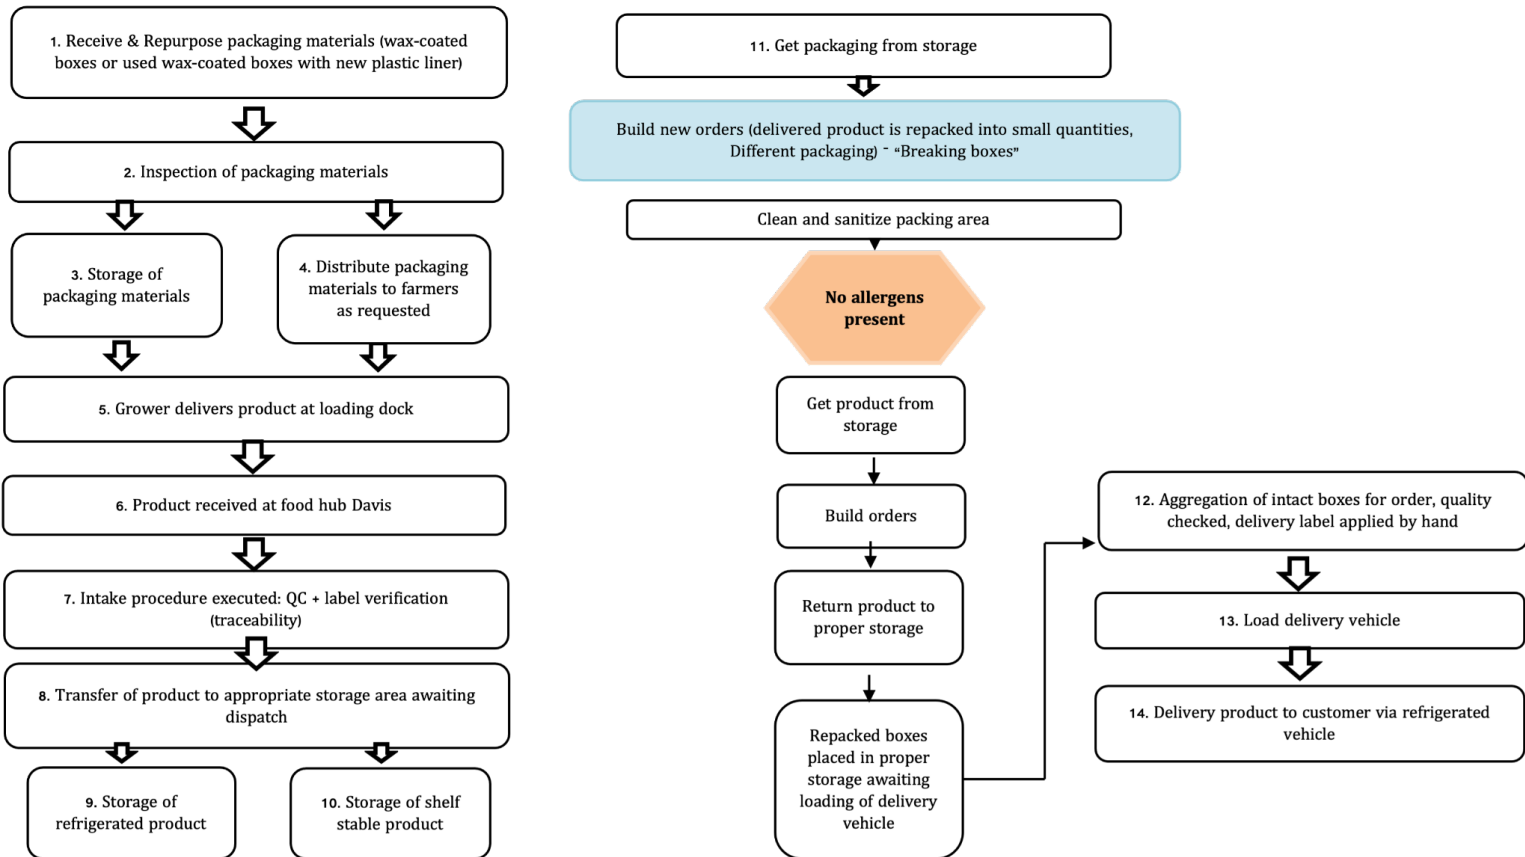 1. Receive & Repurpose packaging materials (wax-coated
boxes or used wax-coated boxes with new plastic liner)
2. Inspection of packaging materials
3. Storage of
packaging materials
4. Distribute packaging
materials to farmers
as requested
5. Grower delivers product at loading dock
6. Product received at food hub Davis
7. Intake procedure executed: QC + label verification
(traceability)
8. Transfer of product to appropriate storage area awaiting
dispatch
9. Storage of
refrigerated product
10. Storage of shelf
stable product
11. Get packaging from storage
Build new orders (delivered product is repacked into small quantities,
Different packaging) - “Breaking boxes”
Clean and sanitize packing area
No allergens
present
Get product from
storage
Build orders
Return product to
proper storage
Repacked boxes
placed in proper
storage awaiting
loading of delivery
vehicle
12. Aggregation of intact boxes for order, quality
checked, delivery label applied by hand
13. Load delivery vehicle
14. Delivery product to customer via refrigerated
vehicle